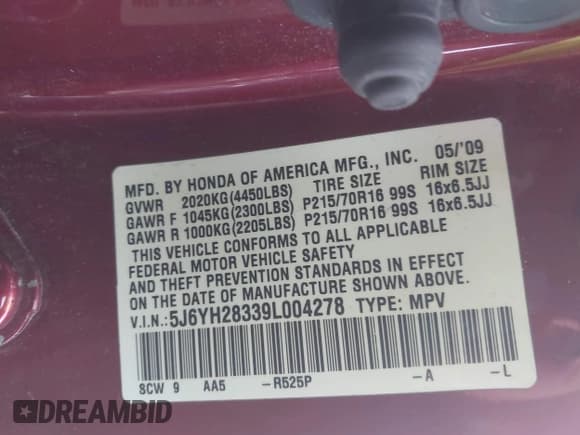 MFD. BY HONDA OF AMERICA MFG., INC. 05/'09
GVWR 2020KG(4450LBS) TIRE SIZE RIM SIZE
GAWR F 1045KG(2300LBS) P215/70R16 99S 16x6.5JJ
GAWR R 1000KG(2205LBS) P215/70R16 99S 16x6.5JJ
THIS VEHICLE CONFORMS TO ALL APPLICABLE
FEDERAL MOTOR VEHICLE SAFETY
AND THEFT PREVENTION STANDARDS IN EFFECT
ON THE DATE OF MANUFACTURE SHOWN ABOVE.
V.I.N.:5J6YH28339L004278 TYPE: MPV
SCW 9 AA5 -R525P -A -L
DREAMBID